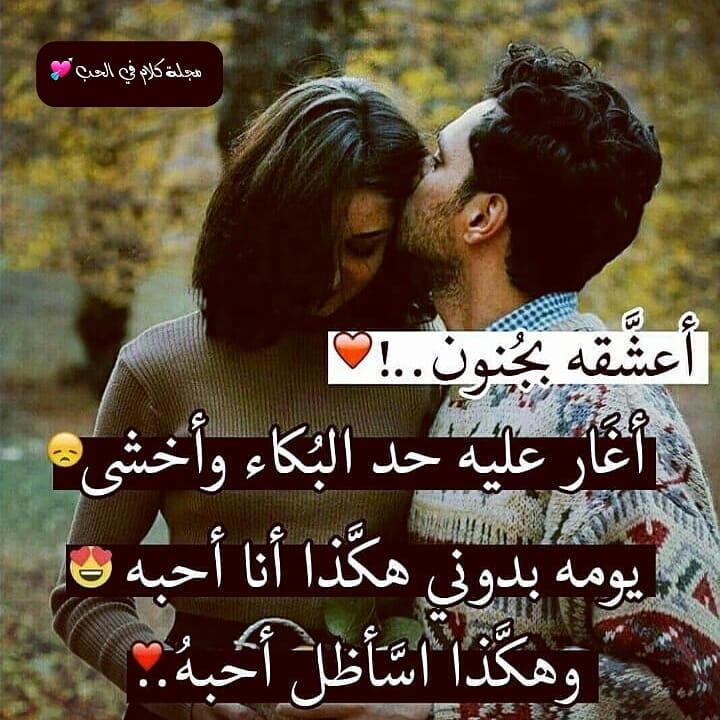 مجلة كلام في الحب 💘
أعشَّقه بجُنون..!❤
أغَار عليه حد البُكاء وأخشى😞
يومه بدوني هكَّذا أنا أحبه 😍
وهكَّذا اسَّأظل أحبهُ..❤